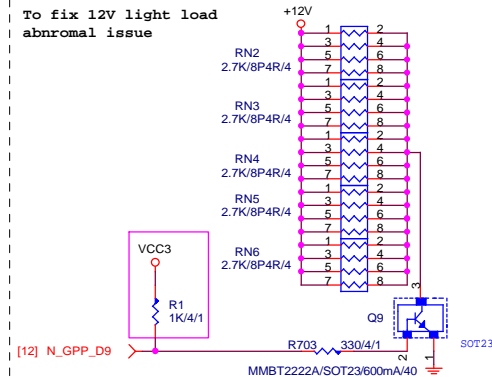 To fix 12V light load
abnromal issue
+12V
1 2
3 4
RN2 5 6
2.7K/8P4R/4 7 8
1 2
3 4
RN3 5 6
2.7K/8P4R/4 7 8
1 2
3 4
RN4 5 6
2.7K/8P4R/4 7 8
1 2
3 4
RN5 5 6
2.7K/8P4R/4 7 8
1 2
3 4
RN6 5 6
2.7K/8P4R/4 7 8
VCC3
R1
1K/4/1
3
Q9
SOT23
[12] N_GPP_D9
R703 330/4/1
2 1
MMBT2222A/SOT23/600mA/40